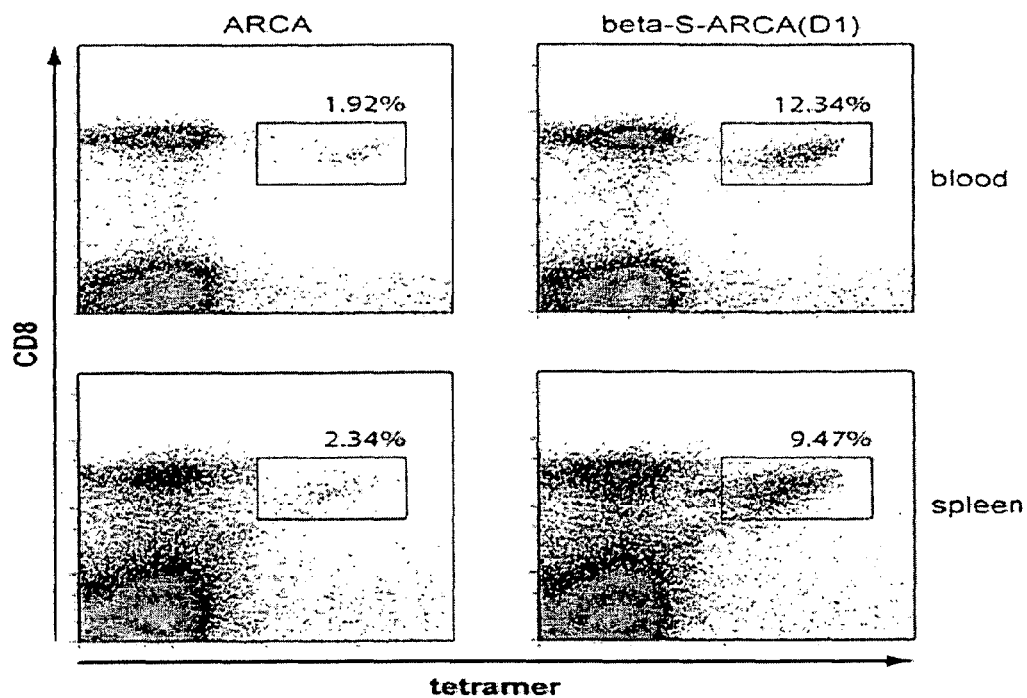 ARCA
beta-S-ARCA(D1)
1.92%
12.34%
blood
CD8
2.34%
9.47%
spleen
tetramer